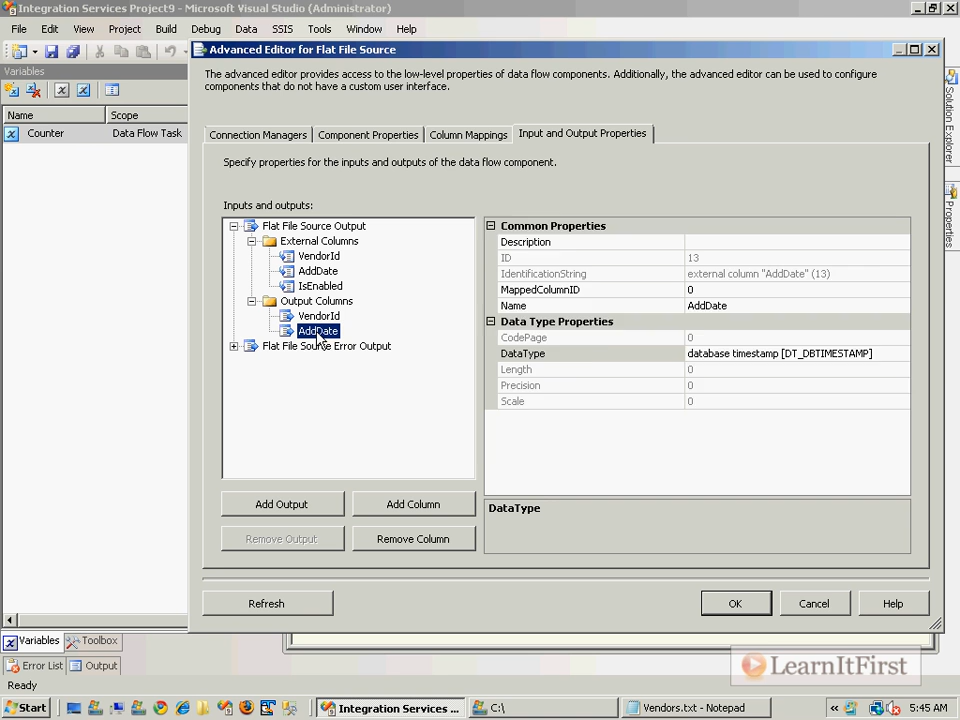 Integration Services Project9 - Microsoft Visual Studio (Administrator)
File Edit View Project Build Debug Data SSIS Tools Window Help
Variables
Name Scope
Counter Data Flow Task
Advanced Editor for Flat File Source
The advanced editor provides access to the low-level properties of data flow components. Additionally, the advanced editor can be used to configure
components that do not have a custom user interface.
Connection Managers Component Properties Column Mappings Input and Output Properties
Specify properties for the inputs and outputs of the data flow component.
Inputs and outputs:
Flat File Source Output
External Columns
VendorId
AddDate
IsEnabled
Output Columns
VendorId
AddDate
Flat File Source Error Output
Common Properties
Description
ID 13
IdentificationString external column "AddDate" (13)
MappedColumnID 0
Name AddDate
Data Type Properties
CodePage 0
DataType database timestamp [DT_DBTIMESTAMP]
Length 0
Precision 0
Scale 0
DataType
Add Output Add Column
Remove Output Remove Column
Refresh OK Cancel Help
Solution Explorer
Properties
Variables Toolbox
Error List Output
Ready
LearnItFirst
Start Integration Services ... C:\ Vendors.txt - Notepad « 5:45 AM